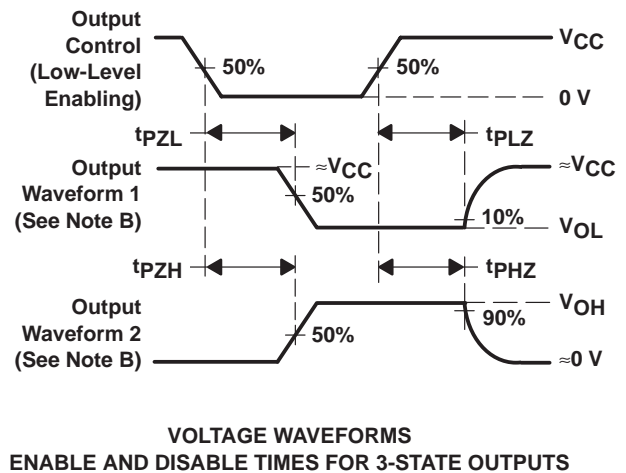 Output
Control
(Low-Level
Enabling)
50%
50%
VCC
0 V
tPZL
tPLZ
Output
Waveform 1
(See Note B)
≈VCC
50%
≈VCC
10%
VOL
tPZH
tPHZ
Output
Waveform 2
(See Note B)
50%
VOH
90%
≈0 V
VOLTAGE WAVEFORMS
ENABLE AND DISABLE TIMES FOR 3-STATE OUTPUTS